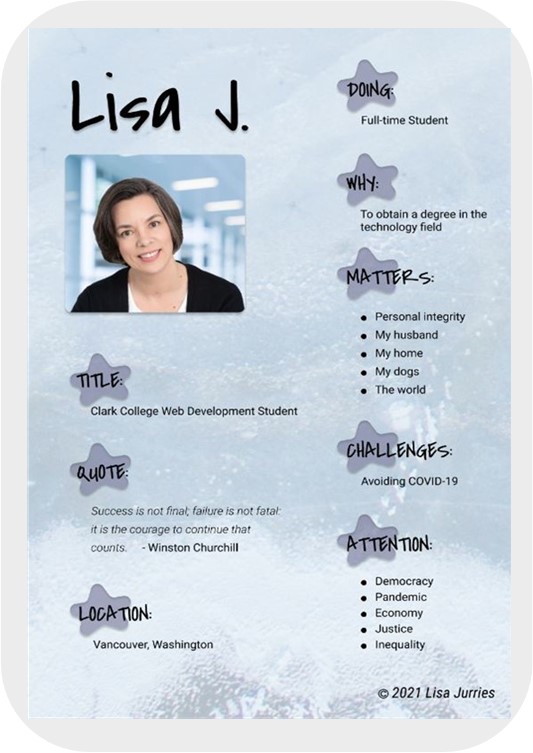 Lisa J.
TITLE:
Clark College Web Development Student
QUOTE:
Success is not final; failure is not fatal:
it is the courage to continue that
counts. - Winston Churchill
LOCATION:
Vancouver, Washington
DOING:
Full-time Student
WHY:
To obtain a degree in the
technology field
MATTERS:
● Personal integrity
● My husband
● My home
● My dogs
● The world
CHALLENGES:
Avoiding COVID-19
ATTENTION:
● Democracy
● Pandemic
● Economy
● Justice
● Inequality
© 2021 Lisa Jurries